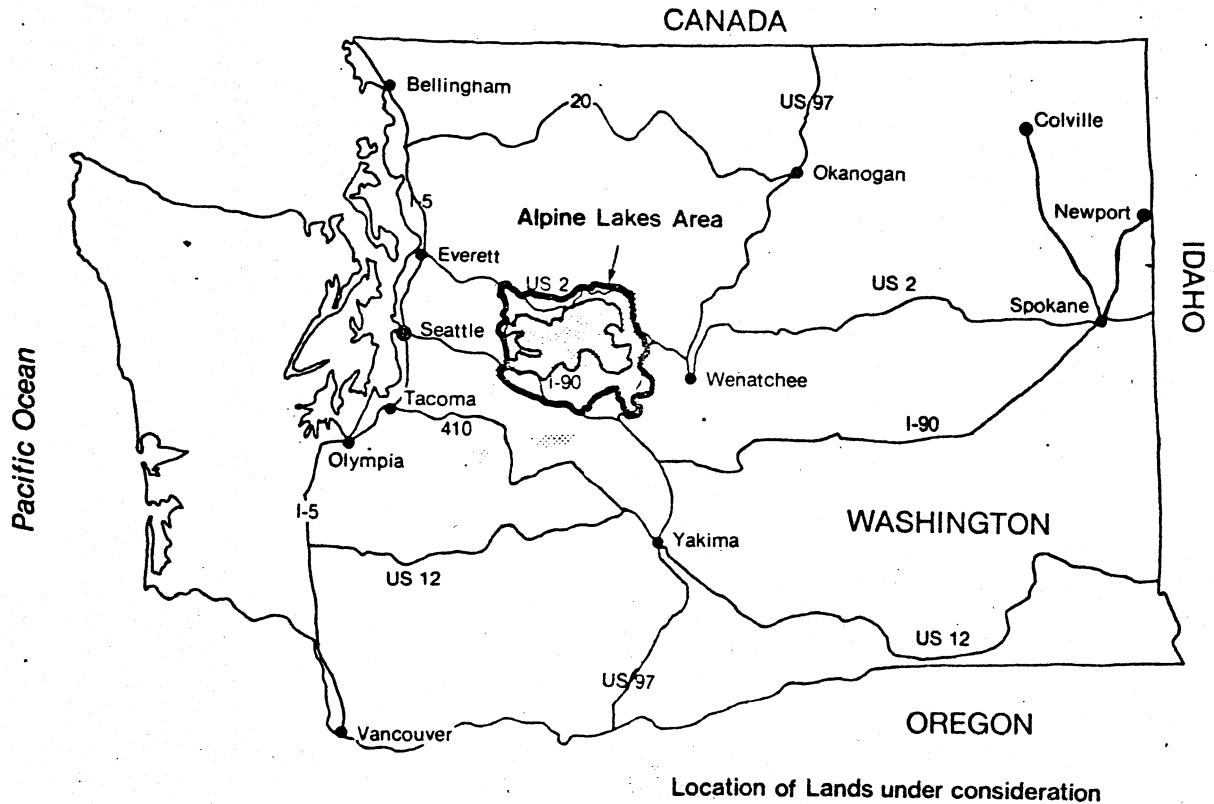 CANADA
Bellingham
20
US 97
Colville
Okanogan
I-5
Newport
Alpine Lakes Area
Everett
US 2
US 2
IDAHO
Spokane
Seattle
Pacific Ocean
I-90
Wenatchee
Tacoma
410
I-90
Olympia
I-5
WASHINGTON
Yakima
US 12
US 12
US 97
OREGON
Vancouver
Location of Lands under consideration